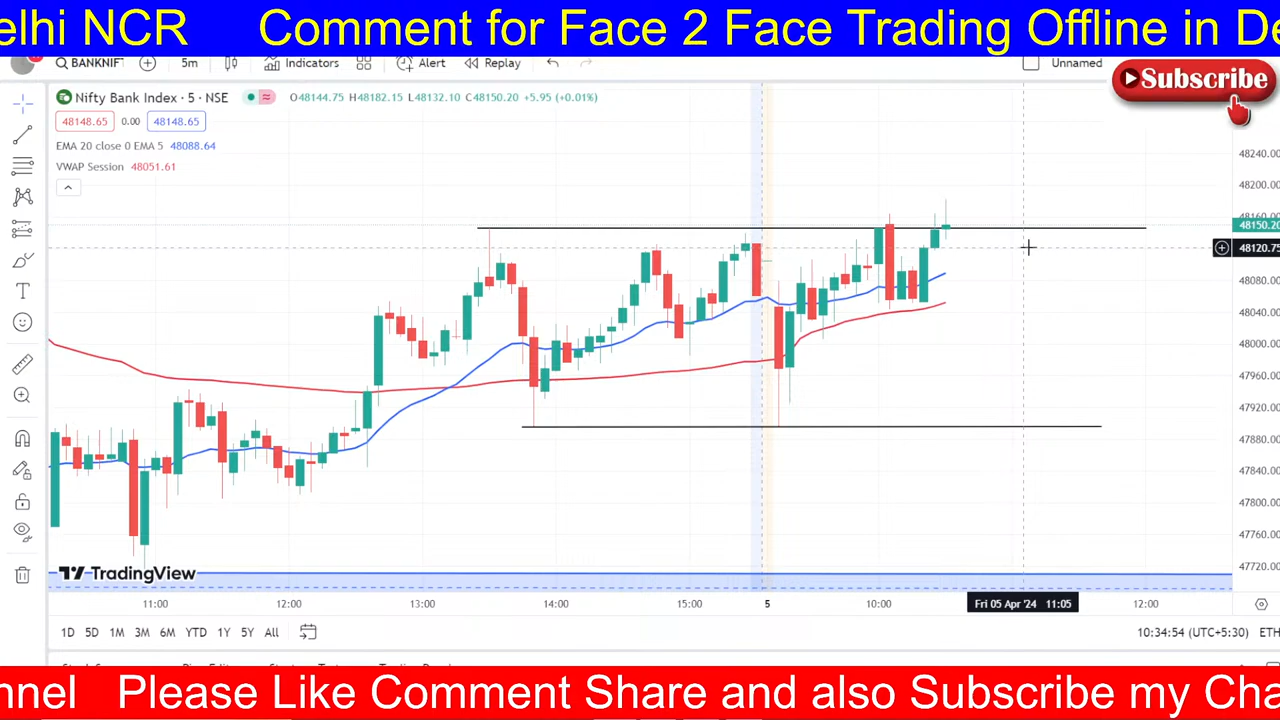 elhi NCR Comment for Face 2 Face Trading Offline in De
BANKNIF 5m Indicators Alert Replay Unnamed
Subscribe
Nifty Bank Index · 5 · NSE O48144.75 H48182.15 L48132.10 C48150.20 +5.95 (+0.01%)
48148.65 0.00 48148.65
EMA 20 close 0 EMA 5 48088.64
VWAP Session 48051.61
48240.00
48200.00
48160.00
48150.20
48120.75
48080.00
48040.00
48000.00
47960.00
47920.00
47880.00
47840.00
47800.00
47760.00
47720.00
TradingView
11:00 12:00 13:00 14:00 15:00 5 10:00 Fri 05 Apr '24 11:05 12:00
1D 5D 1M 3M 6M YTD 1Y 5Y All 10:34:54 (UTC+5:30) ETH
nnel Please Like Comment Share and also Subscribe my Cha